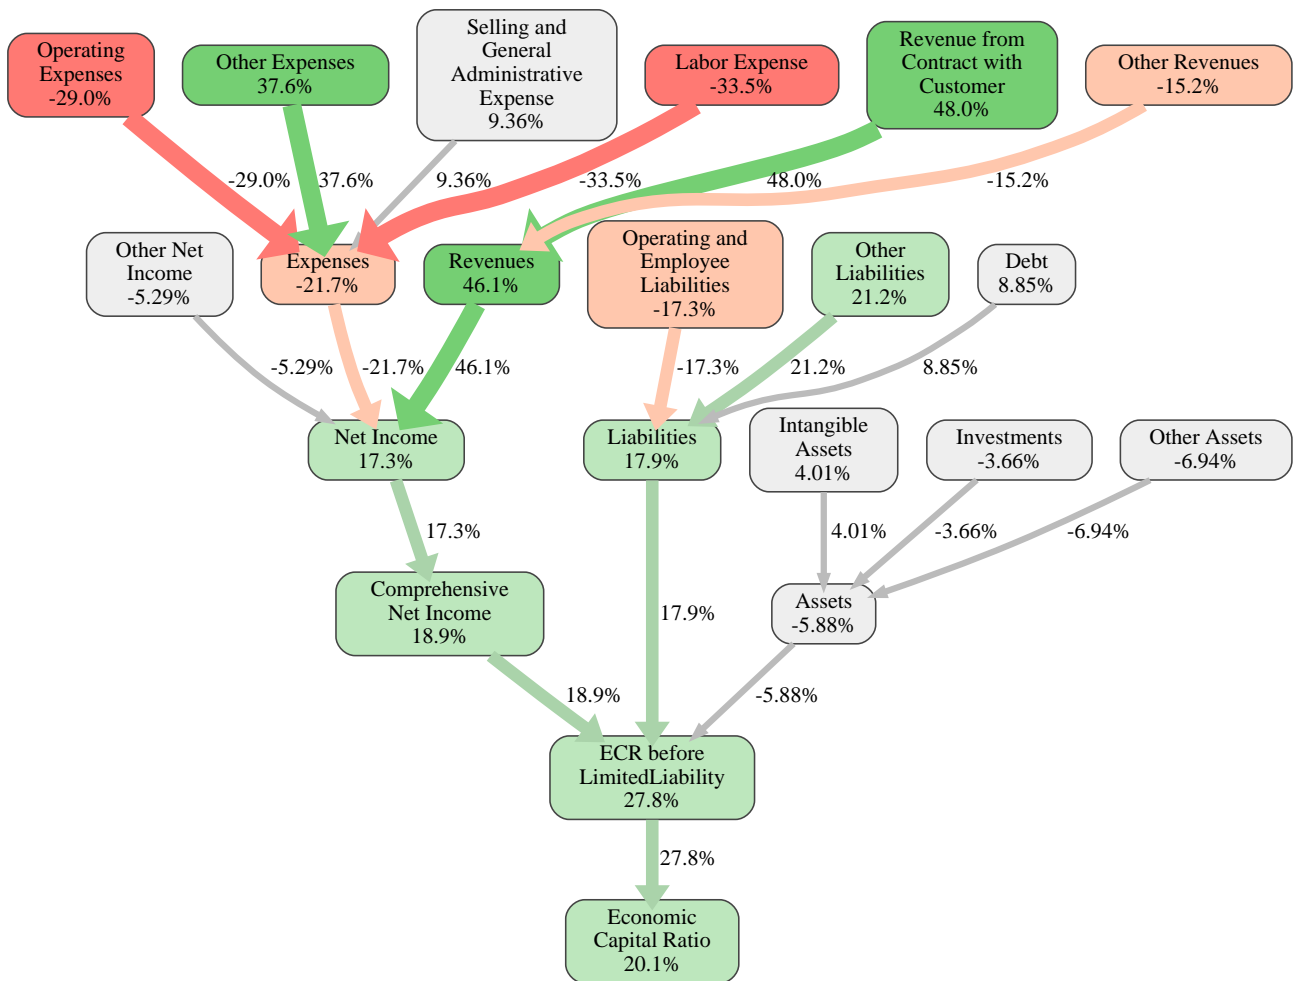 Operating
Expenses
-29.0%
Other Expenses
37.6%
Selling and
General
Administrative
Expense
9.36%
Labor Expense
-33.5%
Revenue from
Contract with
Customer
48.0%
Other Revenues
-15.2%
-29.0%
37.6%
9.36%
-33.5%
48.0%
-15.2%
Other Net
Income
-5.29%
Expenses
-21.7%
Revenues
46.1%
Operating and
Employee
Liabilities
-17.3%
Other
Liabilities
21.2%
Debt
8.85%
-5.29%
-21.7%
46.1%
-17.3%
21.2%
8.85%
Net Income
17.3%
Liabilities
17.9%
Intangible
Assets
4.01%
Investments
-3.66%
Other Assets
-6.94%
17.3%
4.01%
-3.66%
-6.94%
Comprehensive
Net Income
18.9%
17.9%
Assets
-5.88%
18.9%
-5.88%
ECR before
LimitedLiability
27.8%
27.8%
Economic
Capital Ratio
20.1%